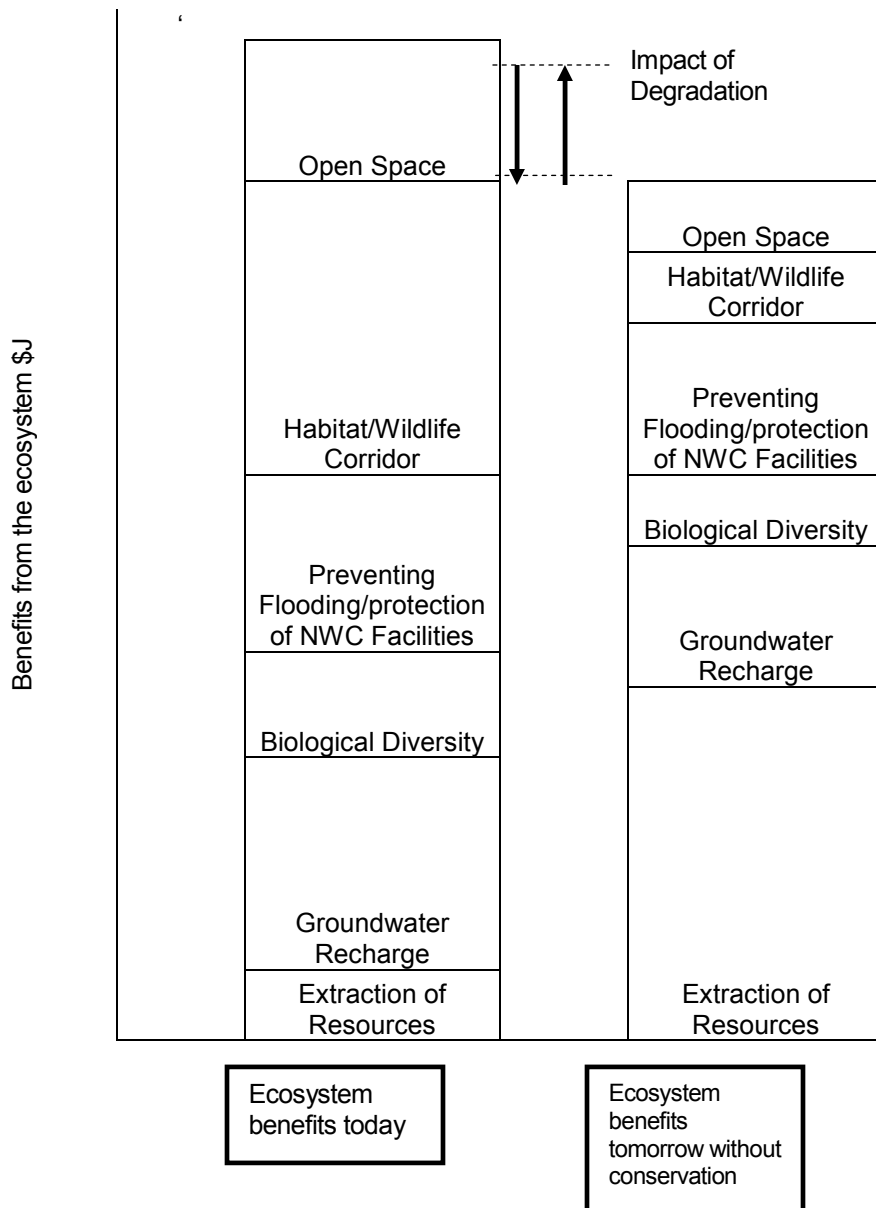 ‘
Impact of
Degradation
Open Space
Habitat/Wildlife
Corridor
Preventing
Flooding/protection
of NWC Facilities
Biological Diversity
Groundwater
Recharge
Extraction of
Resources
Open Space
Habitat/Wildlife
Corridor
Preventing
Flooding/protection
of NWC Facilities
Biological Diversity
Groundwater
Recharge
Extraction of
Resources
Benefits from the ecosystem $J
Ecosystem
benefits today
Ecosystem
benefits
tomorrow without
conservation